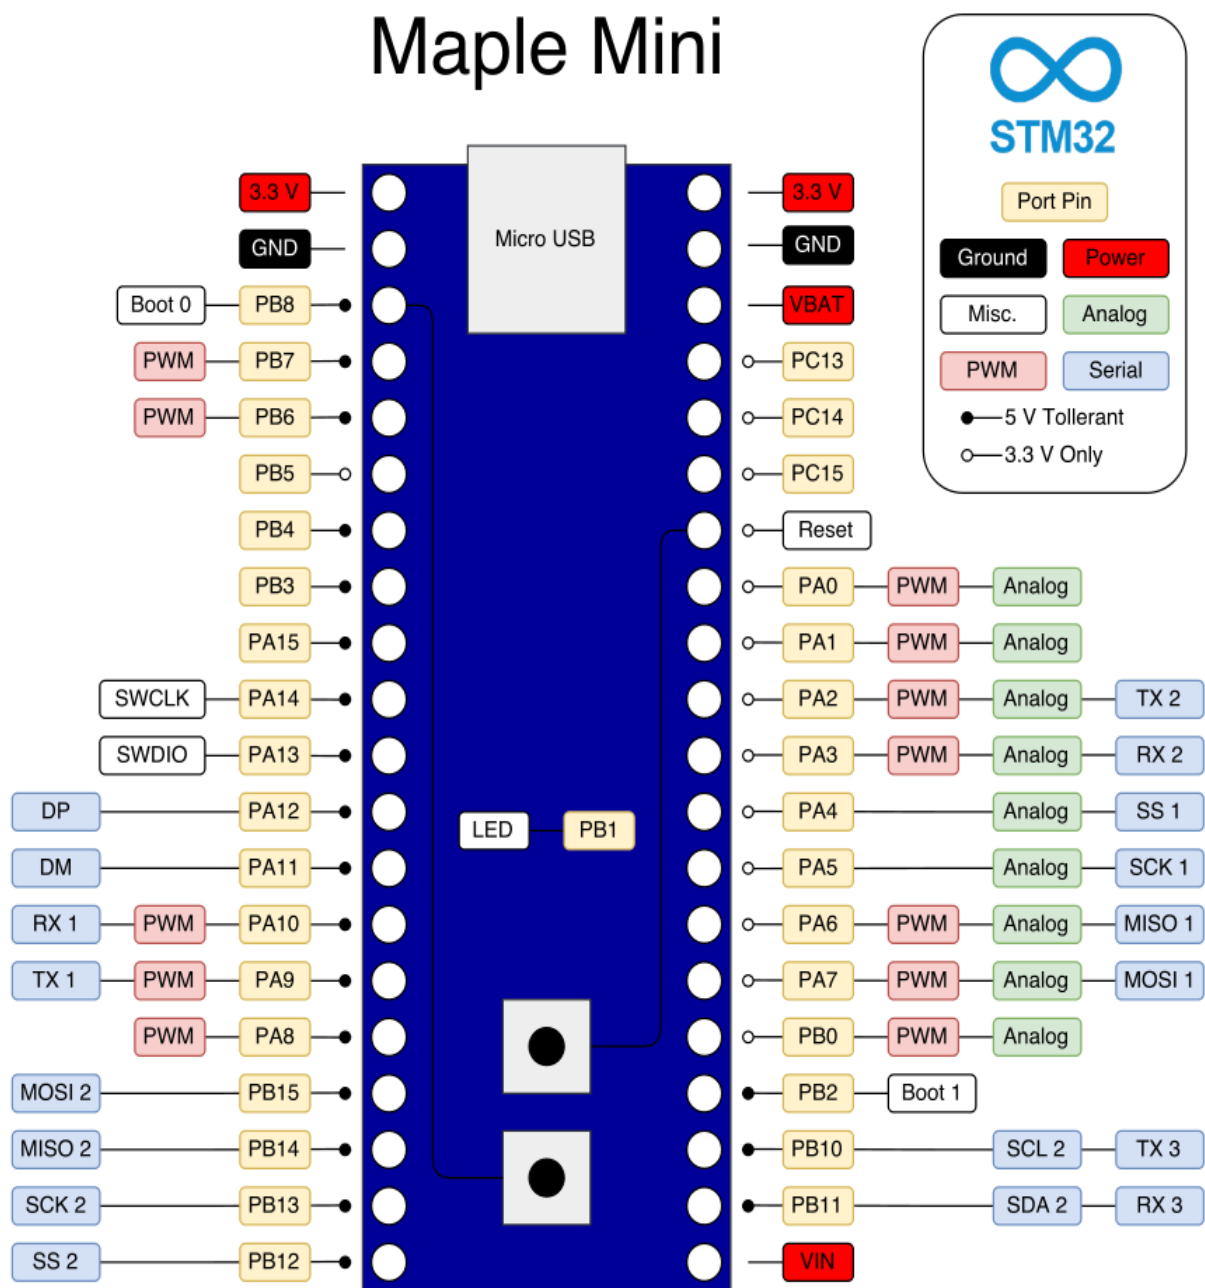 Maple Mini
STM32
Port Pin
Ground Power
Misc. Analog
PWM Serial
5 V Tollerant
3.3 V Only
Micro USB
3.3 V 3.3 V
GND GND
Boot 0 PB8 VBAT
PWM PB7 PC13
PWM PB6 PC14
PB5 PC15
PB4 Reset
PB3 PA0 PWM Analog
PA15 PA1 PWM Analog
SWCLK PA14 PA2 PWM Analog TX 2
SWDIO PA13 PA3 PWM Analog RX 2
DP PA12 PA4 Analog SS 1
LED PB1
DM PA11 PA5 Analog SCK 1
RX 1 PWM PA10 PA6 PWM Analog MISO 1
TX 1 PWM PA9 PA7 PWM Analog MOSI 1
PWM PA8 PB0 PWM Analog
MOSI 2 PB15 PB2 Boot 1
MISO 2 PB14 PB10 SCL 2 TX 3
SCK 2 PB13 PB11 SDA 2 RX 3
SS 2 PB12 VIN